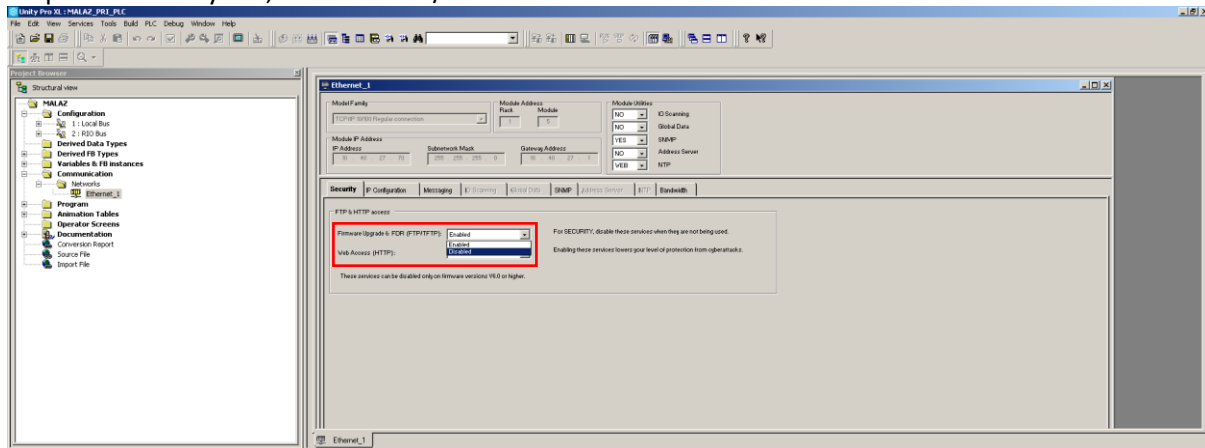 Unity Pro XL : MALAZ_PRI_PLC
File Edit View Services Tools Build PLC Debug Window Help
Project Browser
Structural view
MALAZ
Configuration
1 : Local Bus
2 : RIO Bus
Derived Data Types
Derived FB Types
Variables & FB instances
Communication
Networks
Ethernet_1
Program
Animation Tables
Operator Screens
Documentation
Conversion Report
Source File
Import File
Ethernet_1
Model Family
TCP/IP 10/100 Regular connection
Module Address
Rack Module
1 5
Module Utilities
NO IO Scanning
NO Global Data
YES SNMP
NO Address Server
WEB NTP
Module IP Address
IP Address Subnetwork Mask Gateway Address
255 . 255 . 255 . 0
Security IP Configuration Messaging IO Scanning Global Data SNMP Address Server NTP Bandwidth
FTP & HTTP access
Firmware Upgrade & FDR (FTP/TFTP): Enabled
Enabled
Disabled
Web Access (HTTP):
For SECURITY, disable these services when they are not being used.
Enabling these services lowers your level of protection from cyberattacks.
These services can be disabled only on firmware versions V6.0 or higher.
Ethernet_1